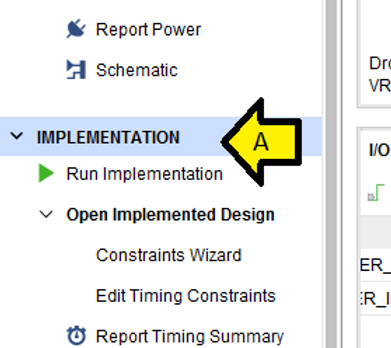 Report Power
Schematic
Dro
VR
IMPLEMENTATION
A
I/O
Run Implementation
Open Implemented Design
Constraints Wizard
ER_
Edit Timing Constraints
Report Timing Summary